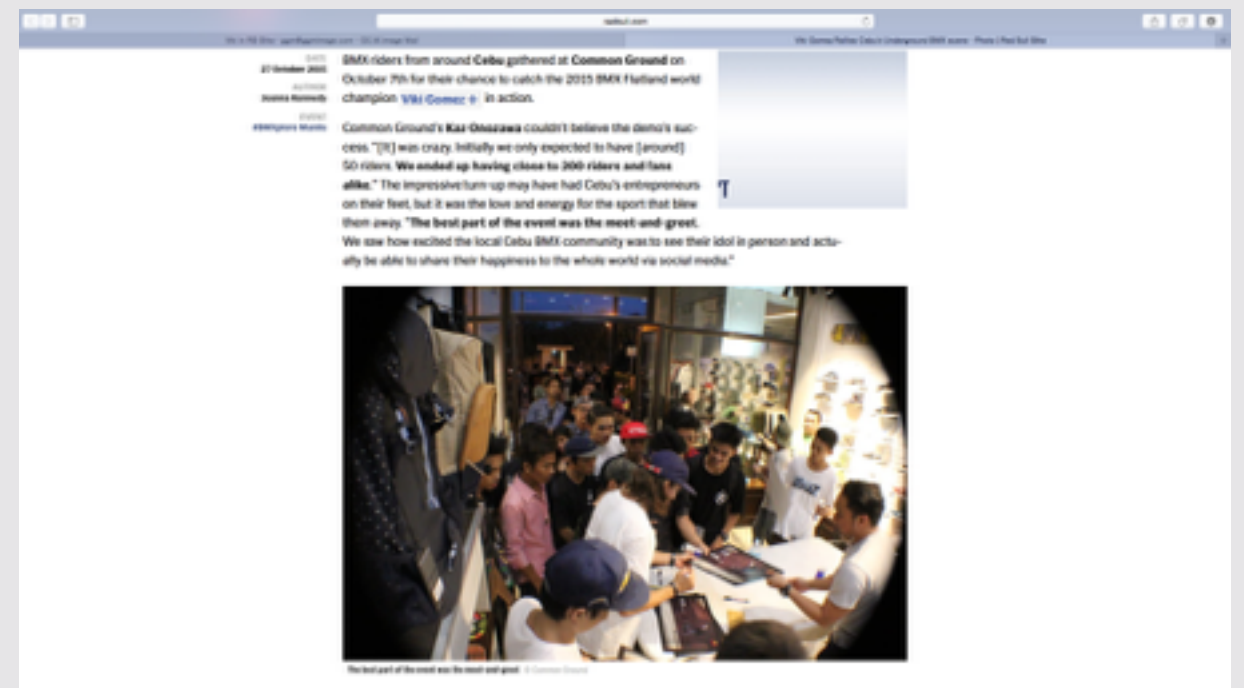 redbull.com
DATE
27 October 2015
AUTHOR
Joanna Kennedy
EVENT
BMX riders from around Cebu gathered at Common Ground on
October 7th for their chance to catch the 2015 BMX Flatland world
champion Viki Gomez in action.
Common Ground's Kaz Onozawa couldn't believe the demo's suc-
cess. "[It] was crazy. Initially we only expected to have [around]
50 riders. We ended up having close to 200 riders and fans
alike." The impressive turn-up may have had Cebu's entrepreneurs
on their feet, but it was the love and energy for the sport that blew
them away. "The best part of the event was the meet-and-greet.
We saw how excited the local Cebu BMX community was to see their idol in person and actu-
ally be able to share their happiness to the whole world via social media."
The best part of the event was the meet-and-greet © Common Ground